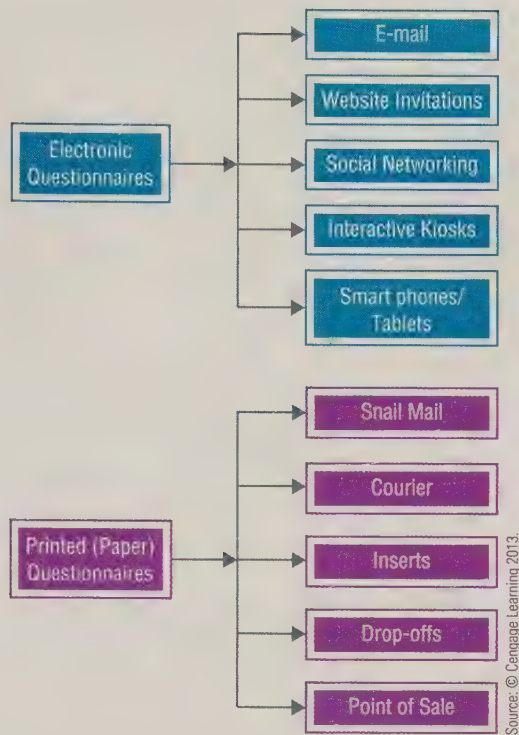 Electronic
Questionnaires
E-mail
Website Invitations
Social Networking
Interactive Kiosks
Smart phones/
Tablets
Printed (Paper)
Questionnaires
Snail Mail
Courier
Inserts
Drop-offs
Point of Sale
Source: © Cengage Learning 2013.